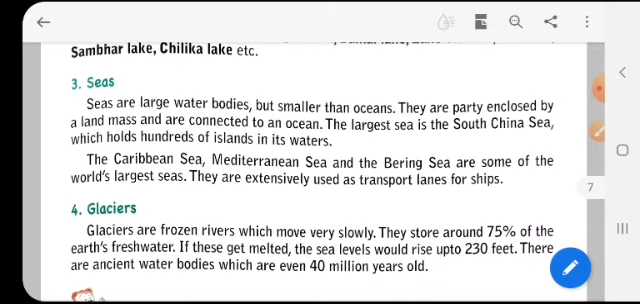 Sambhar lake, Chilika lake etc.
3. Seas
Seas are large water bodies, but smaller than oceans. They are party enclosed by
a land mass and are connected to an ocean. The largest sea is the South China Sea,
which holds hundreds of islands in its waters.
The Caribbean Sea, Mediterranean Sea and the Bering Sea are some of the
world's largest seas. They are extensively used as transport lanes for ships.
4. Glaciers
Glaciers are frozen rivers which move very slowly. They store around 75% of the
earth's freshwater. If these get melted, the sea levels would rise upto 230 feet. There
are ancient water bodies which are even 40 million years old.
7